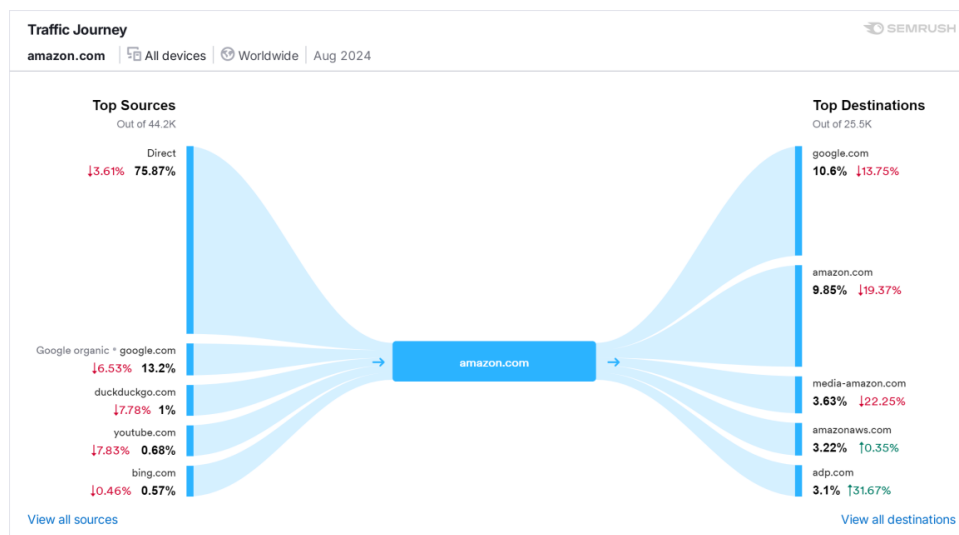 Traffic Journey
SEMRUSH
amazon.com All devices Worldwide Aug 2024
Top Sources
Out of 44.2K
Direct
↓3.61% 75.87%
Google organic * google.com
↓6.53% 13.2%
duckduckgo.com
↓7.78% 1%
youtube.com
↓7.83% 0.68%
bing.com
↓0.46% 0.57%
View all sources
→ amazon.com →
Top Destinations
Out of 25.5K
google.com
10.6% ↓13.75%
amazon.com
9.85% ↓19.37%
media-amazon.com
3.63% ↓22.25%
amazonaws.com
3.22% ↑0.35%
adp.com
3.1% ↑31.67%
View all destinations